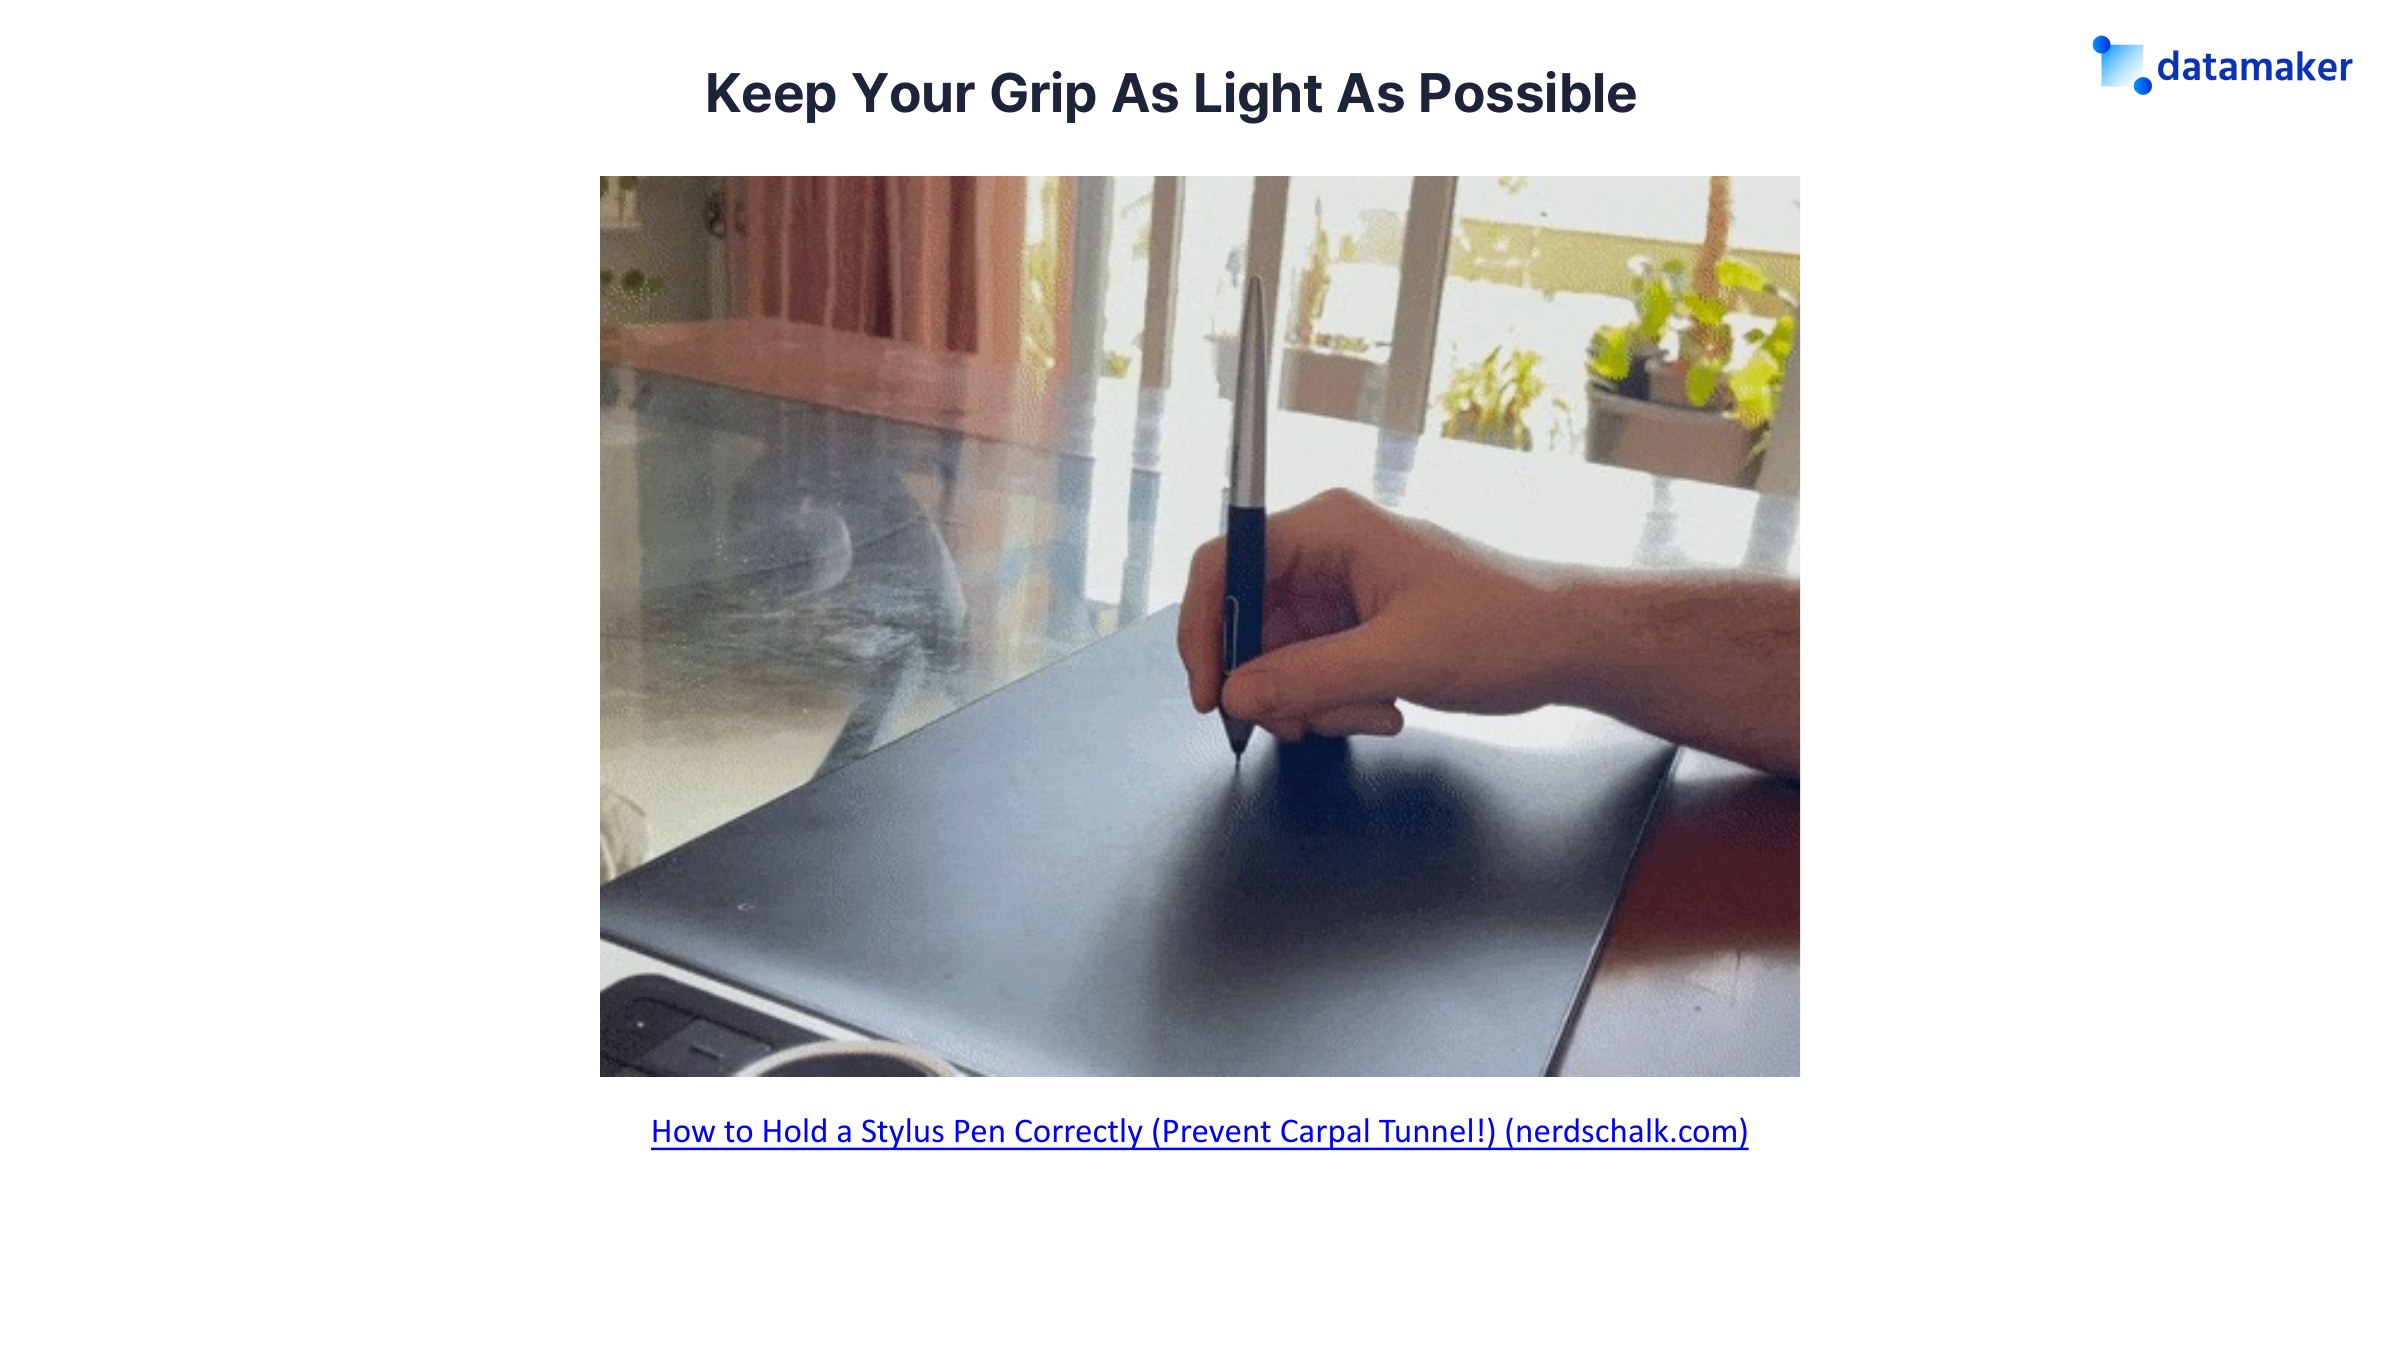 Keep Your Grip As Light As Possible
datamaker
How to Hold a Stylus Pen Correctly (Prevent Carpal Tunnel!) (nerdschalk.com)